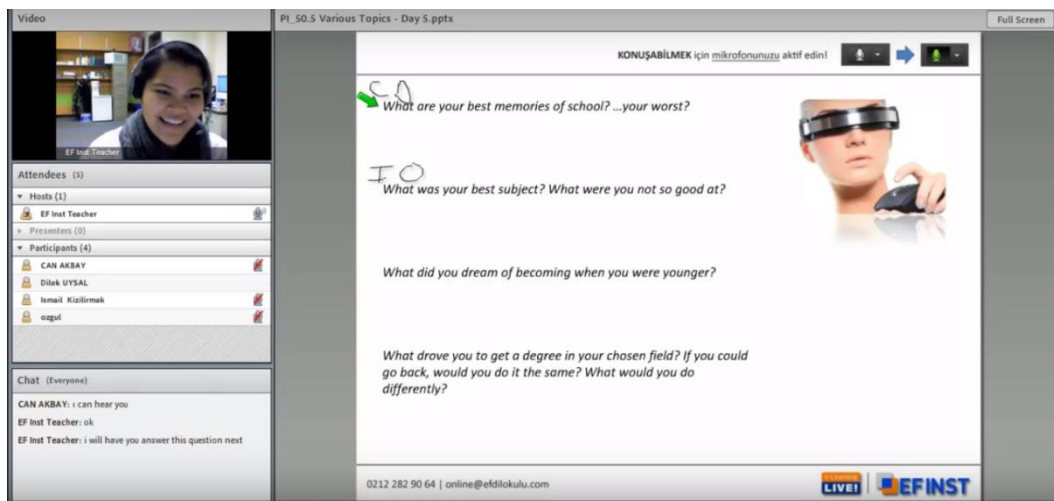 Video
EF Inst Teacher
Attendees (5)
Hosts (1)
EF Inst Teacher
Presenters (0)
Participants (4)
CAN AKBAY
Dilek UYSAL
Ismail Kizilirmak
ozgul
Chat (Everyone)
CAN AKBAY: ı can hear you
EF Inst Teacher: ok
EF Inst Teacher: i will have you answer this question next
PI_50.5 Various Topics - Day 5.pptx
Full Screen
KONUŞABİLMEK için mikrofonunuzu aktif edin!
C D
What are your best memories of school? ...your worst?
I O
What was your best subject? What were you not so good at?
What did you dream of becoming when you were younger?
What drove you to get a degree in your chosen field? If you could
go back, would you do it the same? What would you do
differently?
0212 282 90 64 | online@efdilokulu.com
LIVE!
EFINST